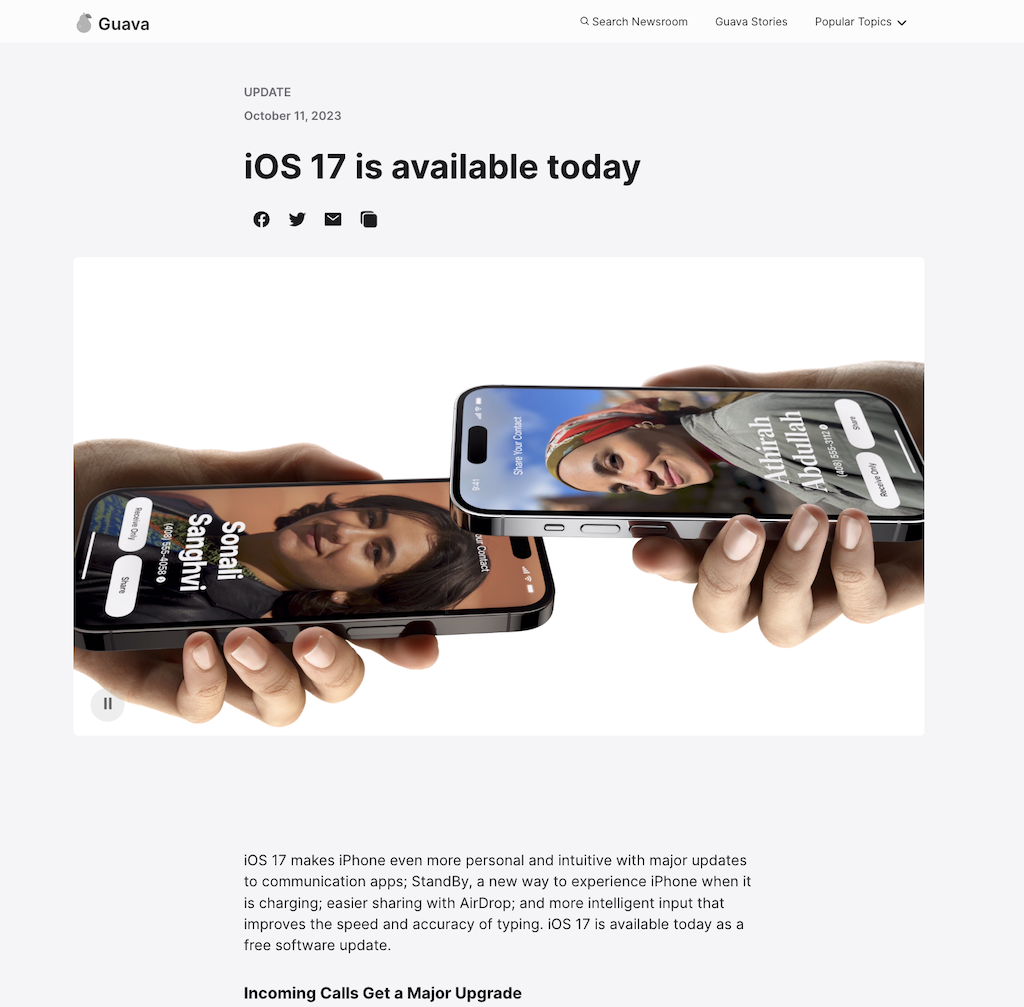 Guava
Search Newsroom
Guava Stories
Popular Topics
UPDATE
October 11, 2023
iOS 17 is available today
9:41
Share Your Contact
Athirah
Abdullah
(408) 555-3112
Receive Only
Share
our Contact
Sonali
Sanghvi
(408) 555-4058
Receive Only
Share
iOS 17 makes iPhone even more personal and intuitive with major updates
to communication apps; StandBy, a new way to experience iPhone when it
is charging; easier sharing with AirDrop; and more intelligent input that
improves the speed and accuracy of typing. iOS 17 is available today as a
free software update.
Incoming Calls Get a Major Upgrade